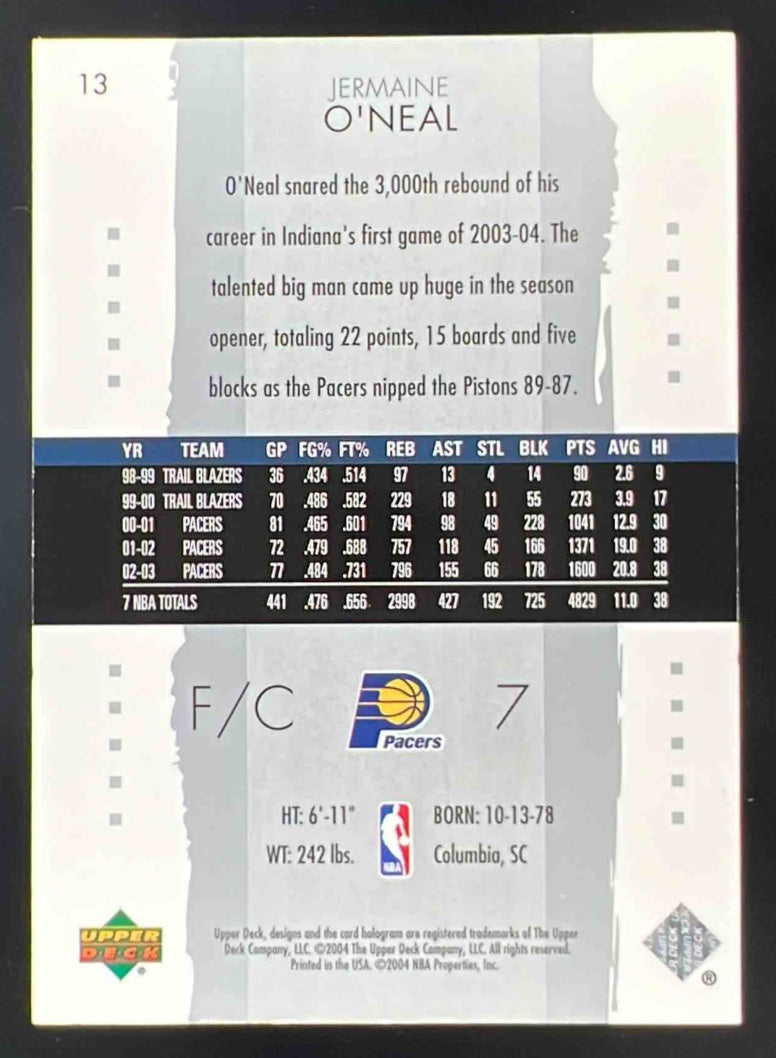 13
JERMAINE
O'NEAL
O'Neal snared the 3,000th rebound of his
career in Indiana's first game of 2003-04. The
talented big man came up huge in the season
opener, totaling 22 points, 15 boards and five
blocks as the Pacers nipped the Pistons 89-87.
YR TEAM GP FG% FT% REB AST STL BLK PTS AVG HI
98-99 TRAIL BLAZERS 36 .434 .514 97 13 4 14 90 2.6 9
99-00 TRAIL BLAZERS 70 .486 .582 229 18 11 55 273 3.9 17
00-01 PACERS 81 .465 .601 794 98 49 228 1041 12.9 30
01-02 PACERS 72 .479 .688 757 118 45 166 1371 19.0 38
02-03 PACERS 77 .484 .731 796 155 66 178 1600 20.8 38
7 NBA TOTALS 441 .476 .656 2998 427 192 725 4829 11.0 38
F/C Pacers 7
HT: 6'-11" BORN: 10-13-78
WT: 242 lbs. NBA Columbia, SC
UPPER
DECK
Upper Deck, designs and the card hologram are registered trademarks of The Upper
Deck Company, LLC. ©2004 The Upper Deck Company, LLC. All rights reserved.
Printed in the USA. ©2004 NBA Properties, Inc.
®